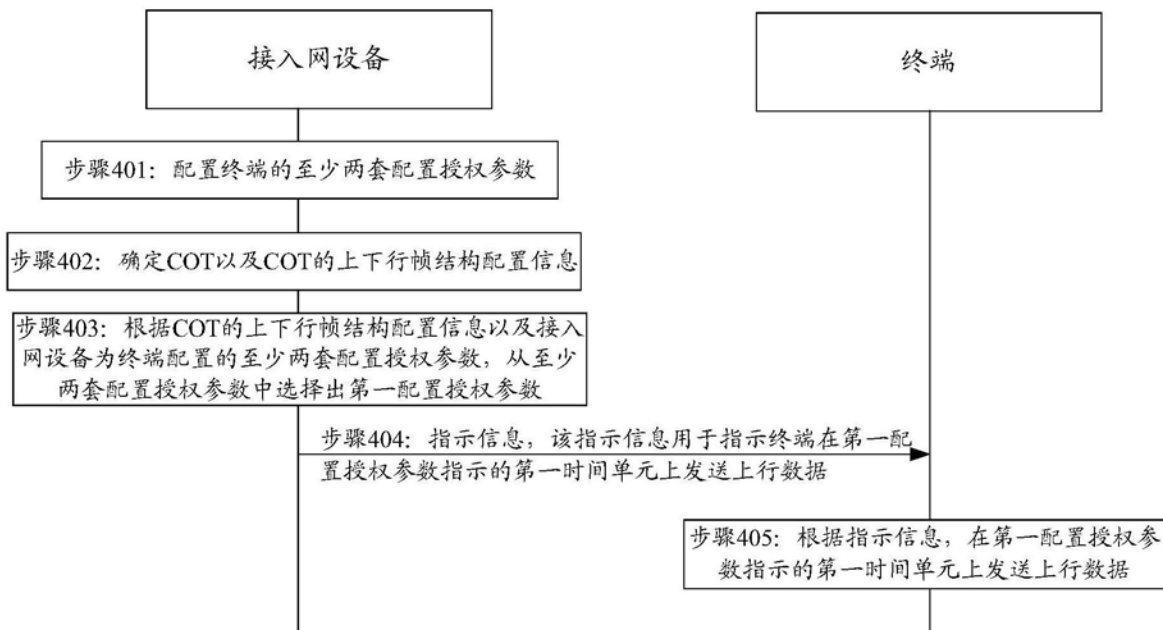 接入网设备
终端
步骤401：配置终端的至少两套配置授权参数
步骤402：确定COT以及COT的上下行帧结构配置信息
步骤403：根据COT的上下行帧结构配置信息以及接入
网设备为终端配置的至少两套配置授权参数，从至少
两套配置授权参数中选择出第一配置授权参数
步骤404：指示信息，该指示信息用于指示终端在第一配
置授权参数指示的第一时间单元上发送上行数据
步骤405：根据指示信息，在第一配置授权参
数指示的第一时间单元上发送上行数据